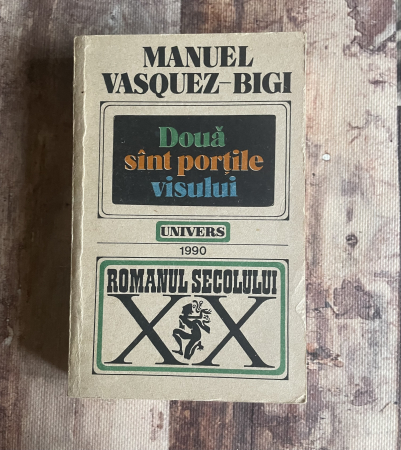 MANUEL
VASQUEZ-BIGI
Două
sînt porțile
visului
UNIVERS
1990
ROMANUL SECOLULUI
XX